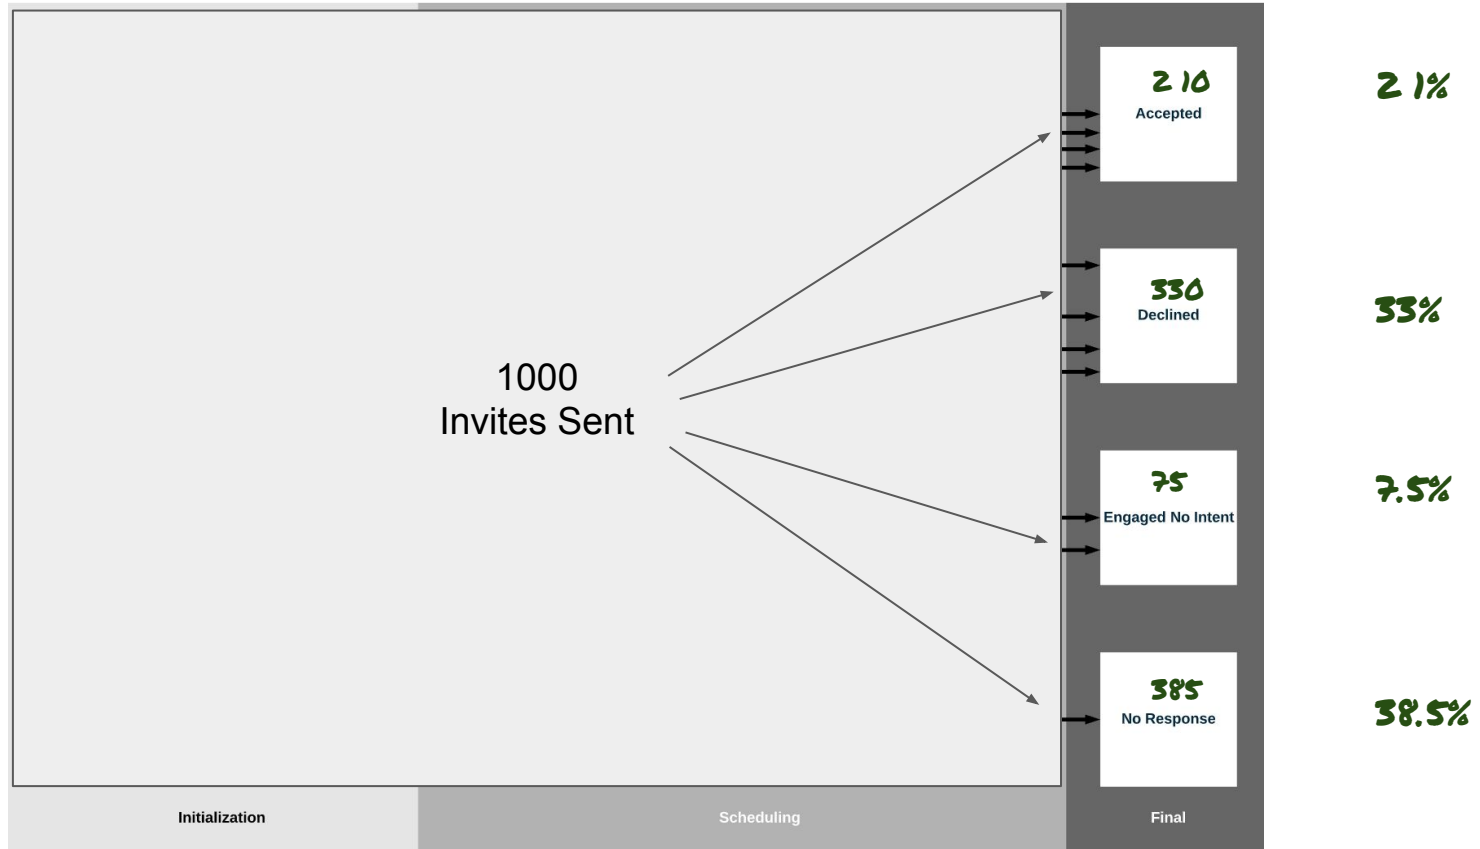 210
Accepted
21%
330
Declined
33%
1000
Invites Sent
75
Engaged No Intent
7.5%
385
No Response
38.5%
Initialization
Scheduling
Final